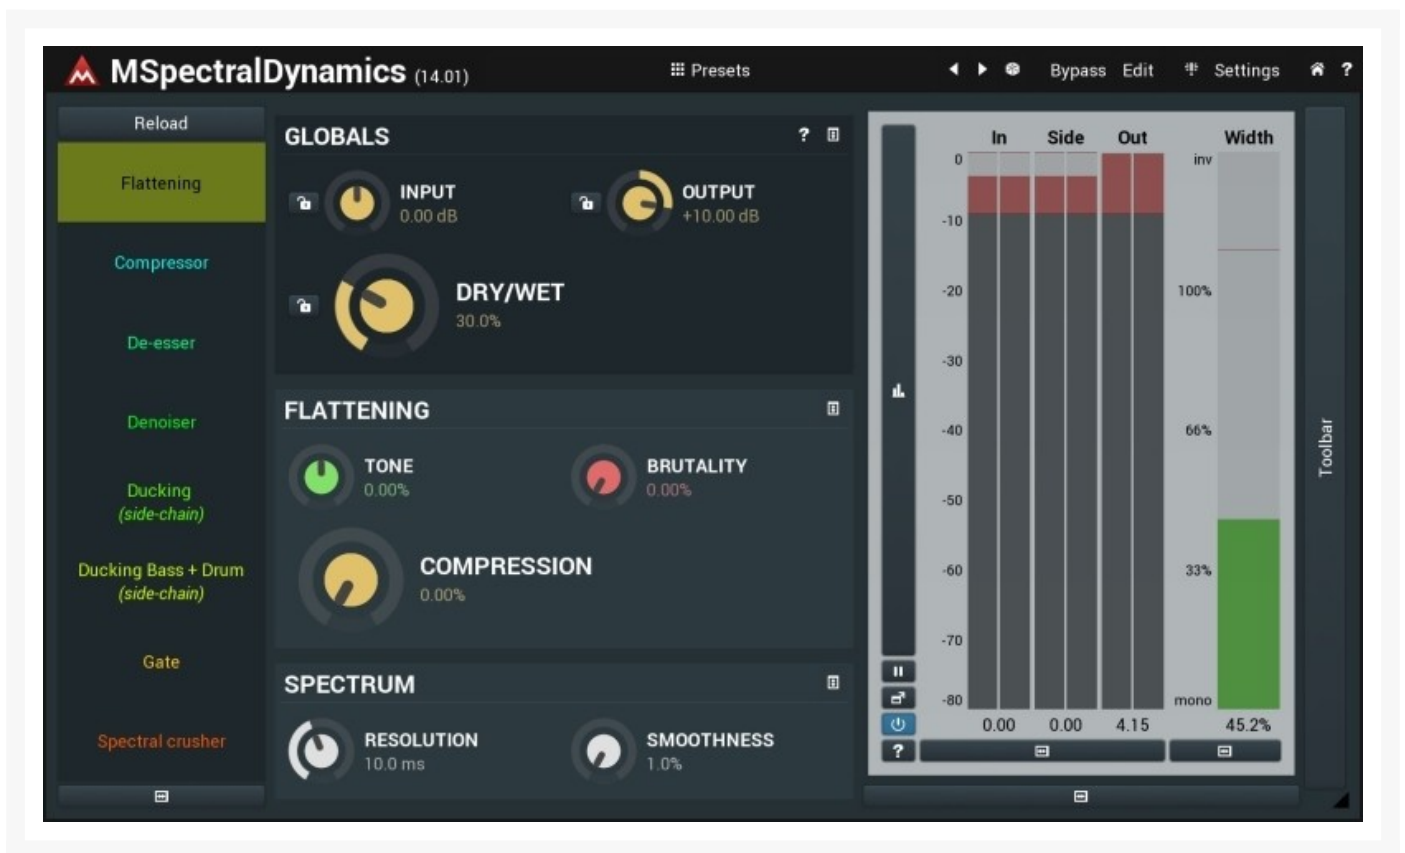 MSpectralDynamics (14.01)
Presets
Bypass Edit
Settings
?
Reload
Flattening
Compressor
De-esser
Denoiser
Ducking
(side-chain)
Ducking Bass + Drum
(side-chain)
Gate
Spectral crusher
GLOBALS
?
INPUT
0.00 dB
OUTPUT
+10.00 dB
DRY/WET
30.0%
FLATTENING
TONE
0.00%
BRUTALITY
0.00%
COMPRESSION
0.00%
SPECTRUM
RESOLUTION
10.0 ms
SMOOTHNESS
1.0%
In Side Out Width
0
-10
-20
-30
-40
-50
-60
-70
-80
inv
100%
66%
33%
mono
0.00 0.00 4.15 45.2%
?
Toolbar